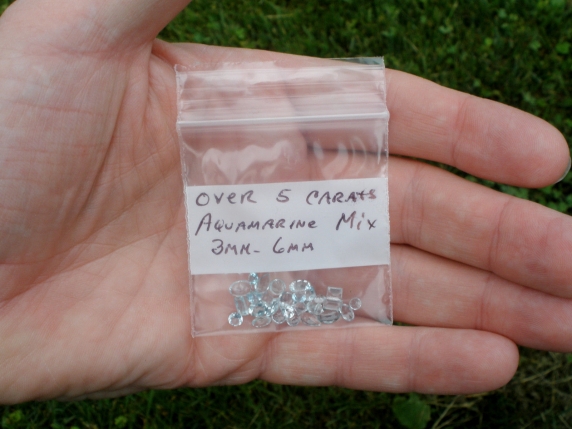 OVER 5 CARATS
AQUAMARINE MIX
3MM - 6MM